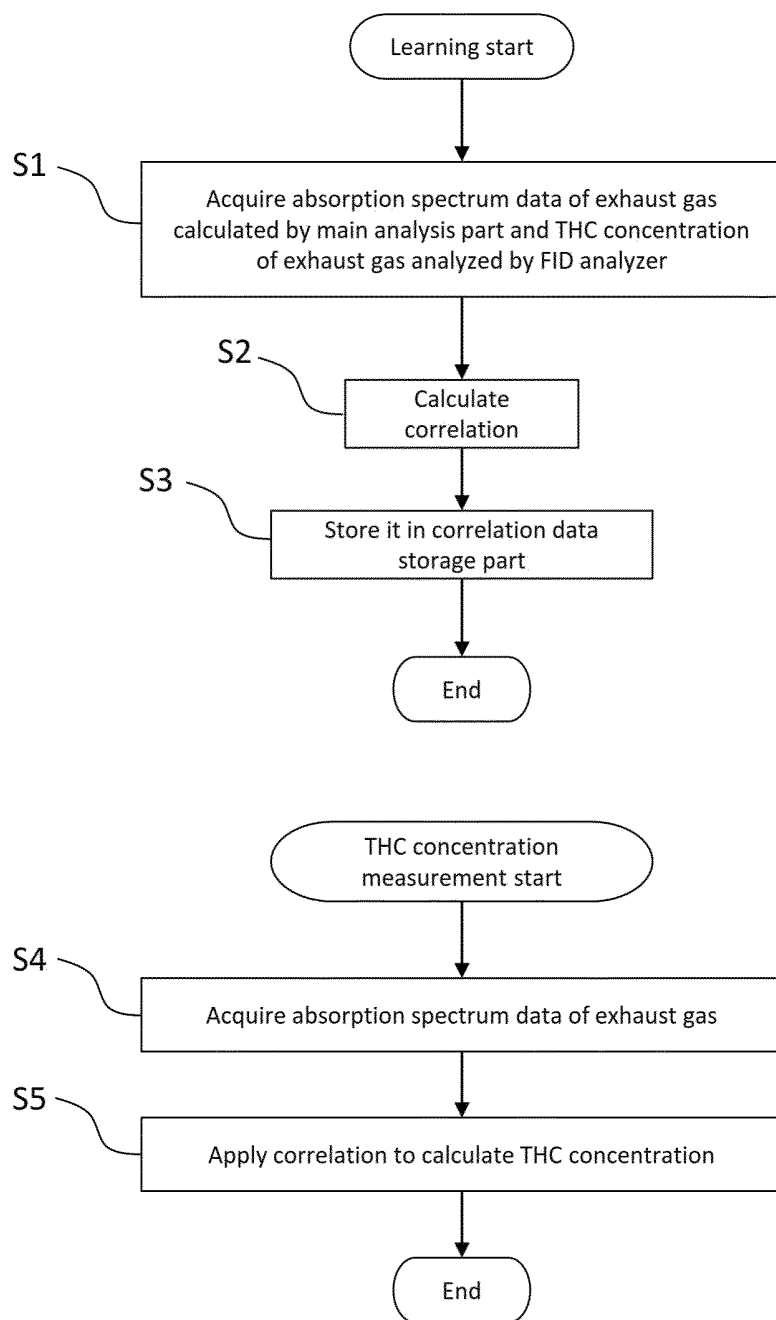 Learning start
S1
Acquire absorption spectrum data of exhaust gas
calculated by main analysis part and THC concentration
of exhaust gas analyzed by FID analyzer
S2
Calculate
correlation
S3
Store it in correlation data
storage part
End
THC concentration
measurement start
S4
Acquire absorption spectrum data of exhaust gas
S5
Apply correlation to calculate THC concentration
End